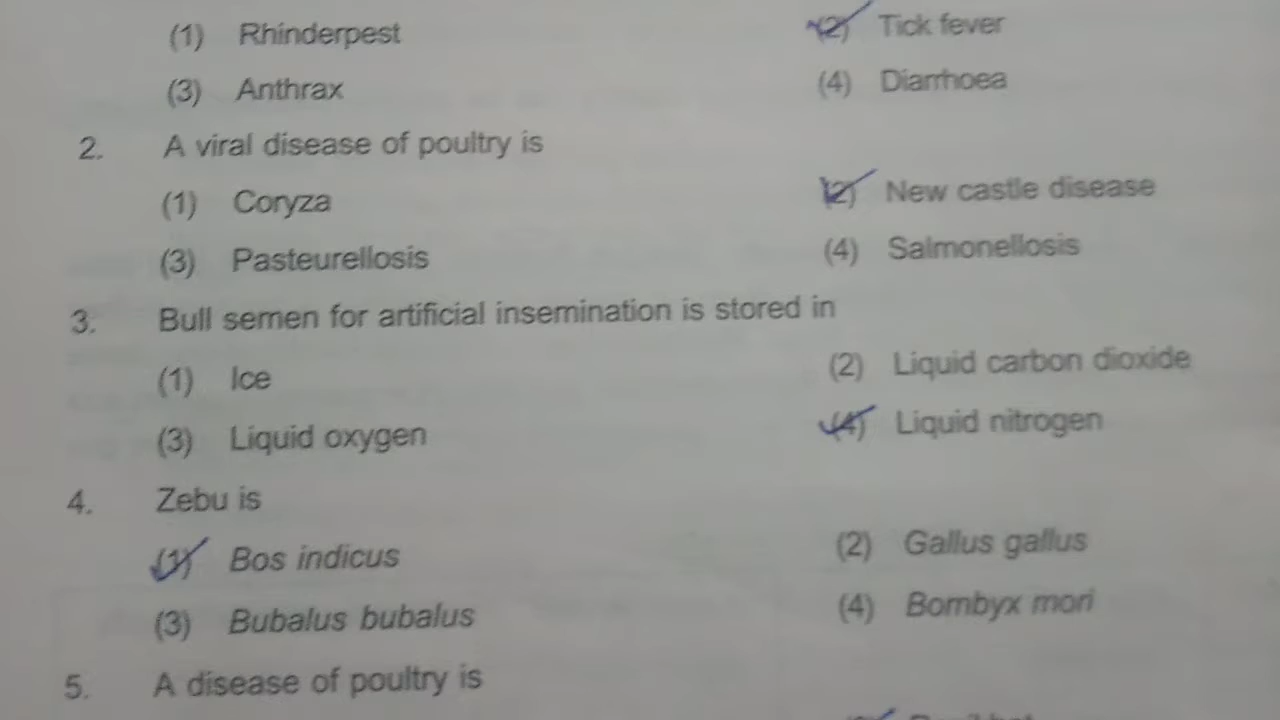 (1) Rhinderpest (2) Tick fever
(3) Anthrax (4) Diarrhoea
2. A viral disease of poultry is
(1) Coryza (2) New castle disease
(3) Pasteurellosis (4) Salmonellosis
3. Bull semen for artificial insemination is stored in
(1) Ice (2) Liquid carbon dioxide
(3) Liquid oxygen (4) Liquid nitrogen
4. Zebu is
(1) Bos indicus (2) Gallus gallus
(3) Bubalus bubalus (4) Bombyx mori
5. A disease of poultry is